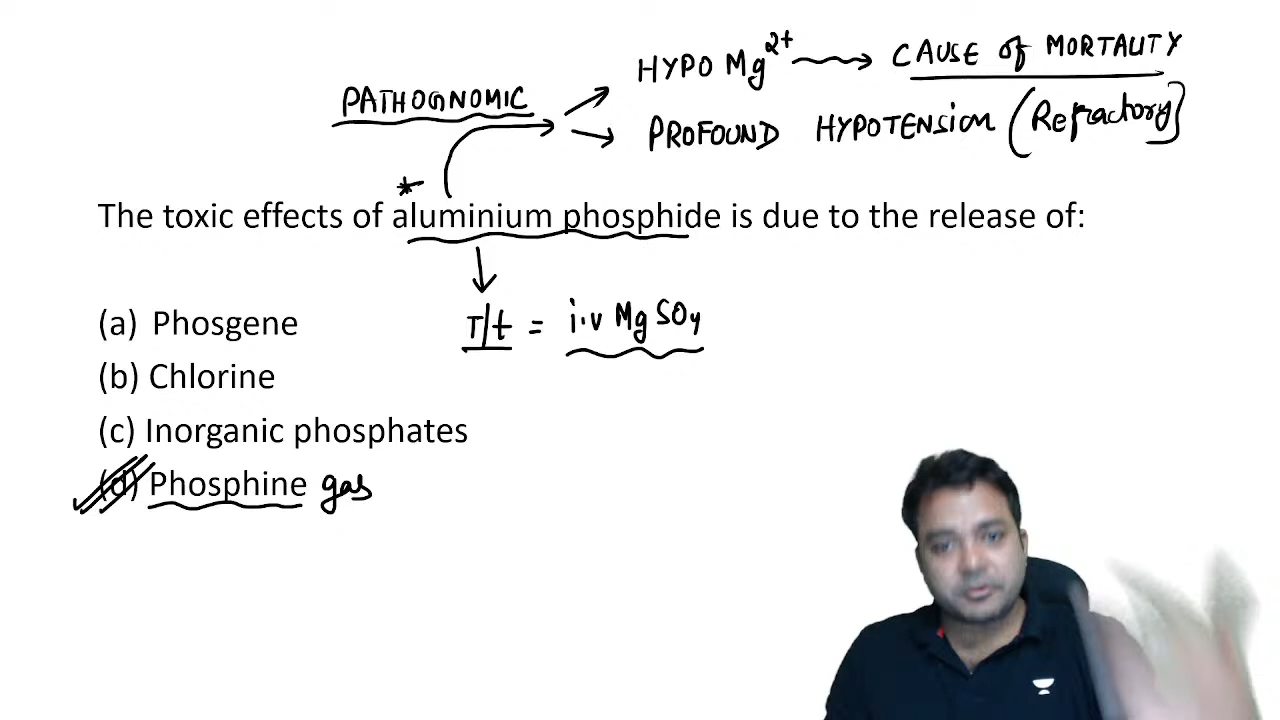 HYPO Mg2+ → CAUSE of MORTALITY
PATHOGNOMIC
PROFOUND HYPOTENSION (Refractory)
The toxic effects of aluminium phosphide is due to the release of:
(a) Phosgene
T/t = i.v MgSO4
(b) Chlorine
(c) Inorganic phosphates
(d) Phosphine gas